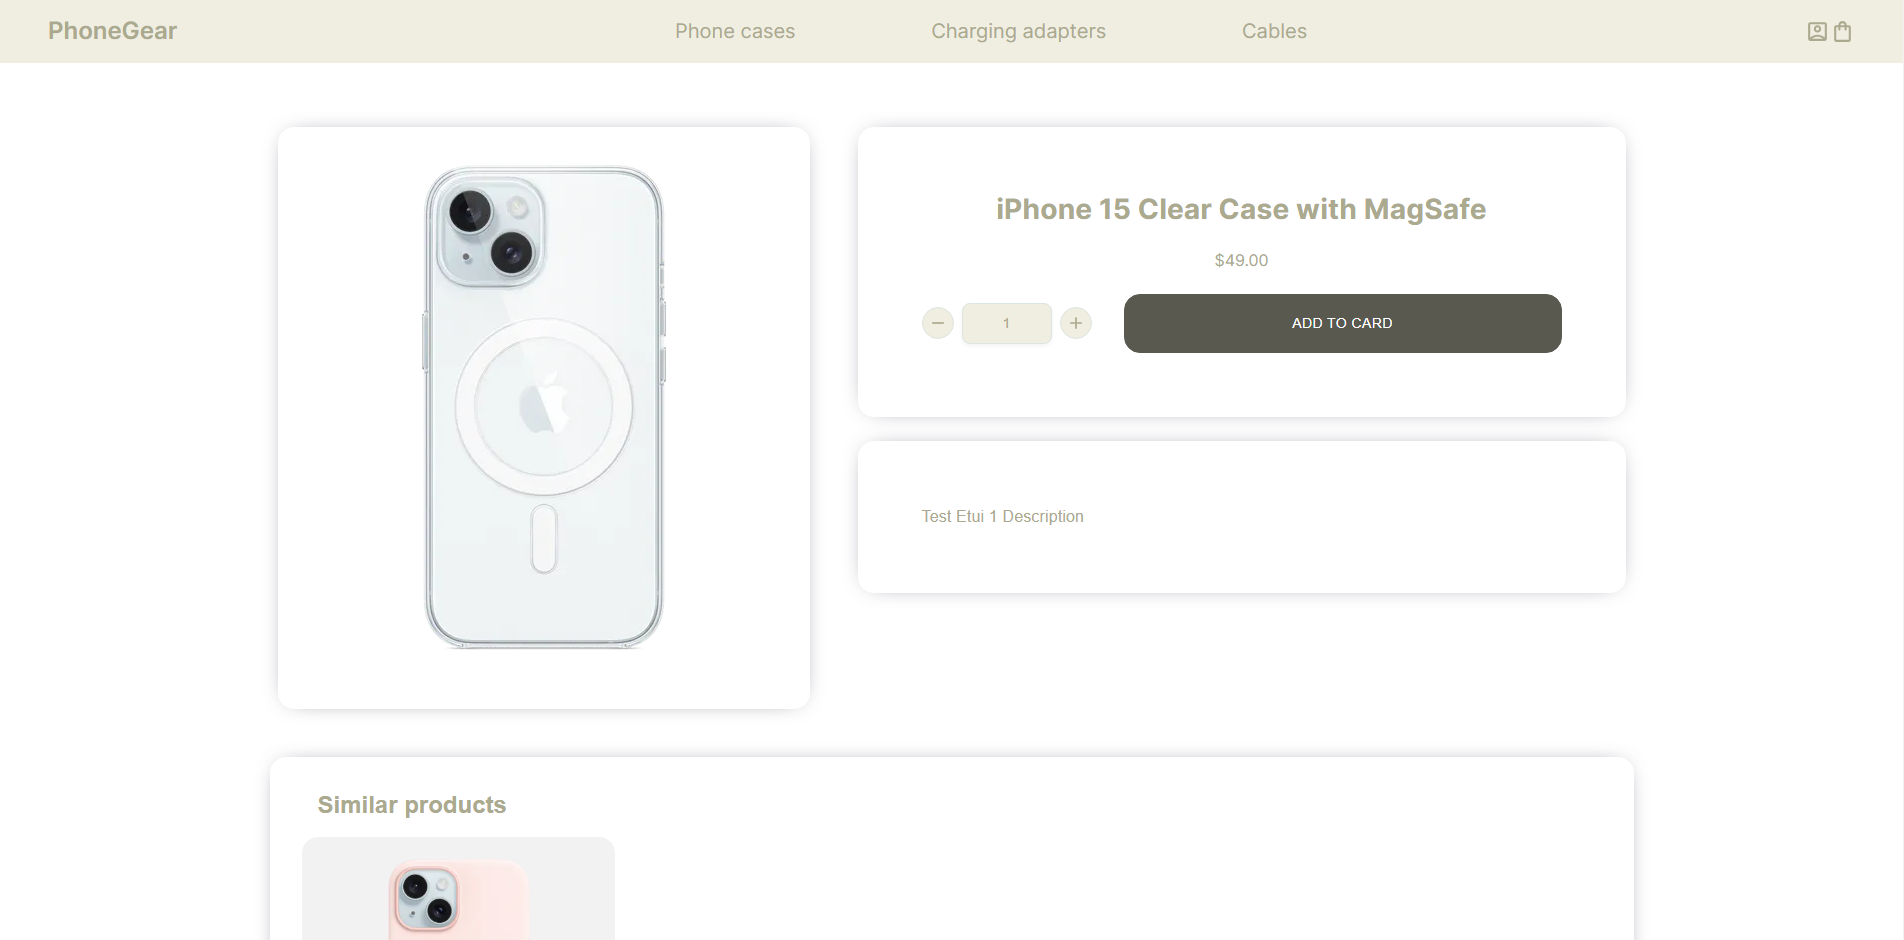 PhoneGear
Phone cases
Charging adapters
Cables
iPhone 15 Clear Case with MagSafe
$49.00
1
ADD TO CARD
Test Etui 1 Description
Similar products